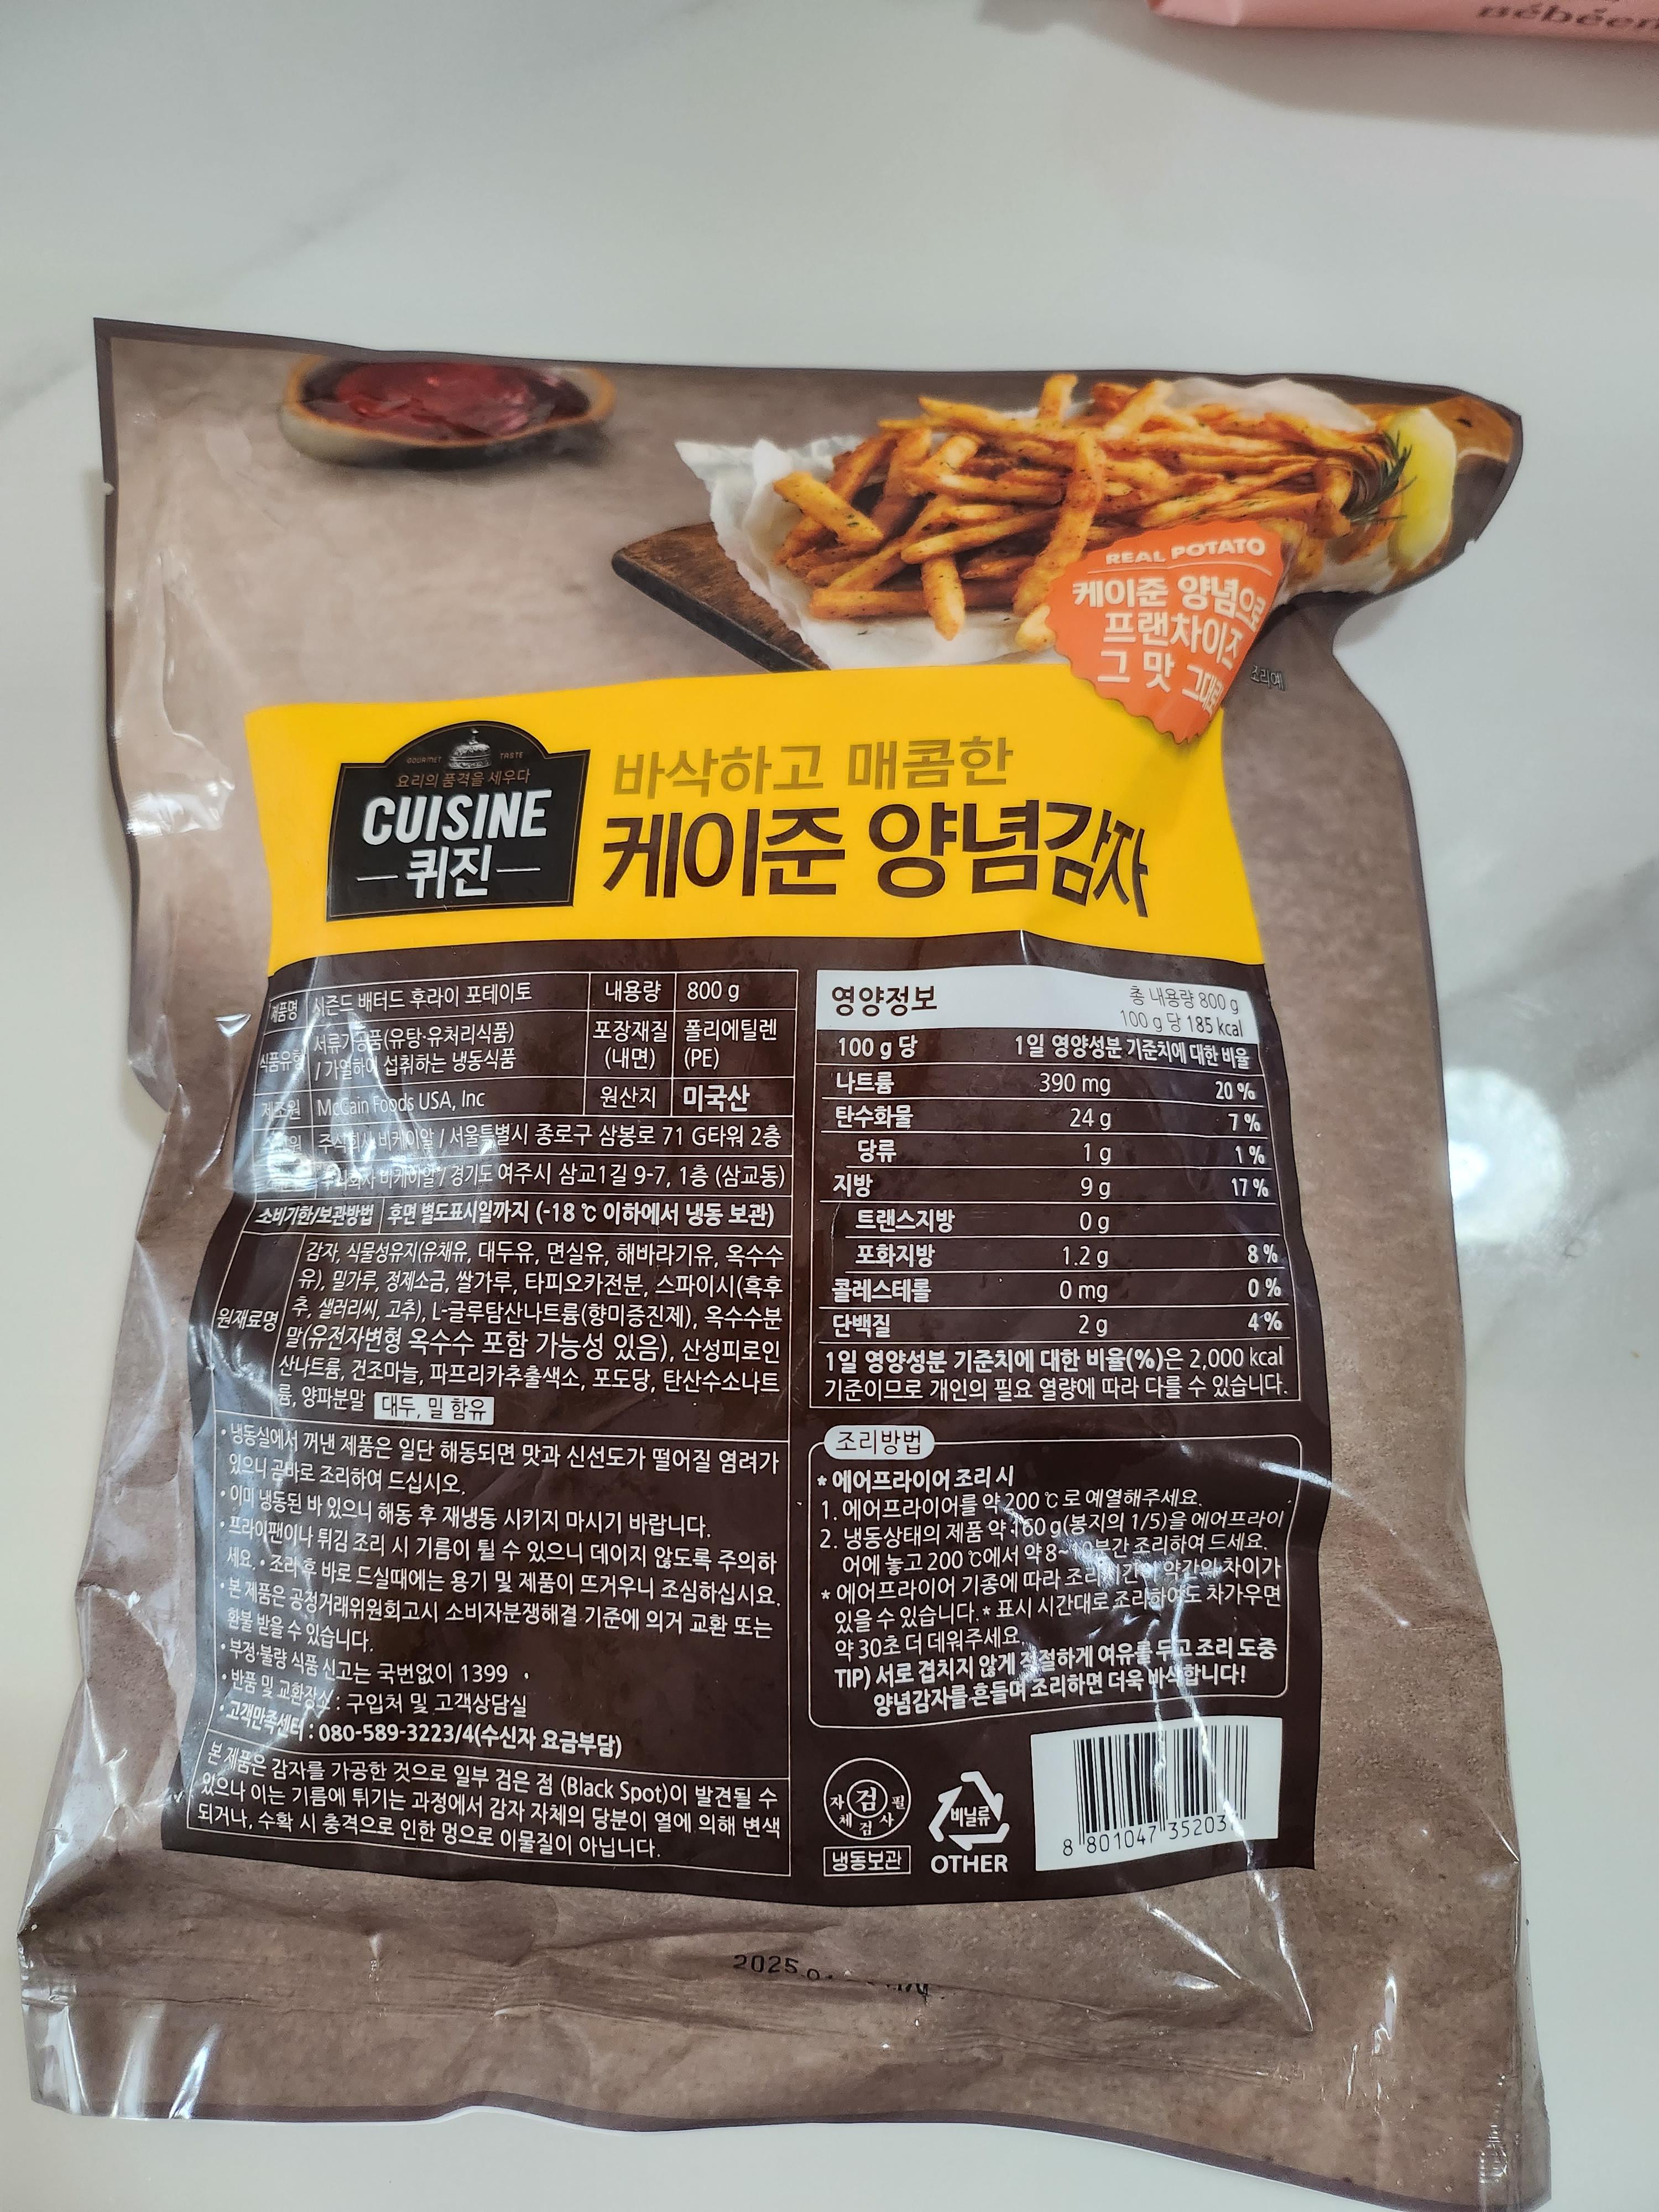 Bébéen
REAL POTATO
케이준 양념으로
프랜차이즈
그 맛 그대로
조리예
GOURMET TASTE
요리의 품격을 세우다
CUISINE
퀴진
바삭하고 매콤한
케이준 양념감자
제품명 시즌드 배터드 후라이 포테이토 내용량 800 g
식품유형 서류가공품(유탕·유처리식품) / 가열하여 섭취하는 냉동식품
포장재질 (내면) 폴리에틸렌 (PE)
제조원 McCain Foods USA, Inc 원산지 미국산
주식회사 비케이알 / 서울특별시 종로구 삼봉로 71 G타워 2층
주식회사 비케이알 / 경기도 여주시 삼교1길 9-7, 1층 (삼교동)
소비기한/보관방법 후면 별도표시일까지 (-18 ℃ 이하에서 냉동 보관)
원재료명
감자, 식물성유지(유채유, 대두유, 면실유, 해바라기유, 옥수수
유), 밀가루, 정제소금, 쌀가루, 타피오카전분, 스파이시(흑후
추, 샐러리씨, 고추), L-글루탐산나트륨(향미증진제), 옥수수분
말(유전자변형 옥수수 포함 가능성 있음), 산성피로인
산나트륨, 건조마늘, 파프리카추출색소, 포도당, 탄산수소나트
륨, 양파분말 대두, 밀 함유
• 냉동실에서 꺼낸 제품은 일단 해동되면 맛과 신선도가 떨어질 염려가
있으니 곧바로 조리하여 드십시오.
• 이미 냉동된 바 있으니 해동 후 재냉동 시키지 마시기 바랍니다.
• 프라이팬이나 튀김 조리 시 기름이 튈 수 있으니 데이지 않도록 주의하
세요. • 조리 후 바로 드실때에는 용기 및 제품이 뜨거우니 조심하십시요.
• 본 제품은 공정거래위원회고시 소비자분쟁해결 기준에 의거 교환 또는
환불 받을 수 있습니다.
• 부정·불량 식품 신고는 국번없이 1399
• 반품 및 교환장소 : 구입처 및 고객상담실
• 고객만족센터 : 080-589-3223/4(수신자 요금부담)
본 제품은 감자를 가공한 것으로 일부 검은 점 (Black Spot)이 발견될 수
있으나 이는 기름에 튀기는 과정에서 감자 자체의 당분이 열에 의해 변색
되거나, 수확 시 충격으로 인한 멍으로 이물질이 아닙니다.
영양정보
총 내용량 800 g
100 g 당 185 kcal
100 g 당 1일 영양성분 기준치에 대한 비율
나트륨 390 mg 20 %
탄수화물 24 g 7 %
당류 1 g 1 %
지방 9 g 17 %
트랜스지방 0 g
포화지방 1.2 g 8 %
콜레스테롤 0 mg 0 %
단백질 2 g 4 %
1일 영양성분 기준치에 대한 비율(%)은 2,000 kcal
기준이므로 개인의 필요 열량에 따라 다를 수 있습니다.
조리방법
* 에어프라이어 조리 시
1. 에어프라이어를 약 200 ℃ 로 예열해주세요.
2. 냉동상태의 제품 약 160 g(봉지의 1/5)을 에어프라이
어에 놓고 200 ℃에서 약 8~10분간 조리하여 드세요.
* 에어프라이어 기종에 따라 조리시간이 약간의 차이가
있을 수 있습니다. * 표시 시간대로 조리하여도 차가우면
약 30초 더 데워주세요.
TIP) 서로 겹치지 않게 적절하게 여유를 두고 조리 도중
양념감자를 흔들며 조리하면 더욱 바삭합니다!
자체검사필
검
냉동보관
비닐류
OTHER
8 801047 35203
2025